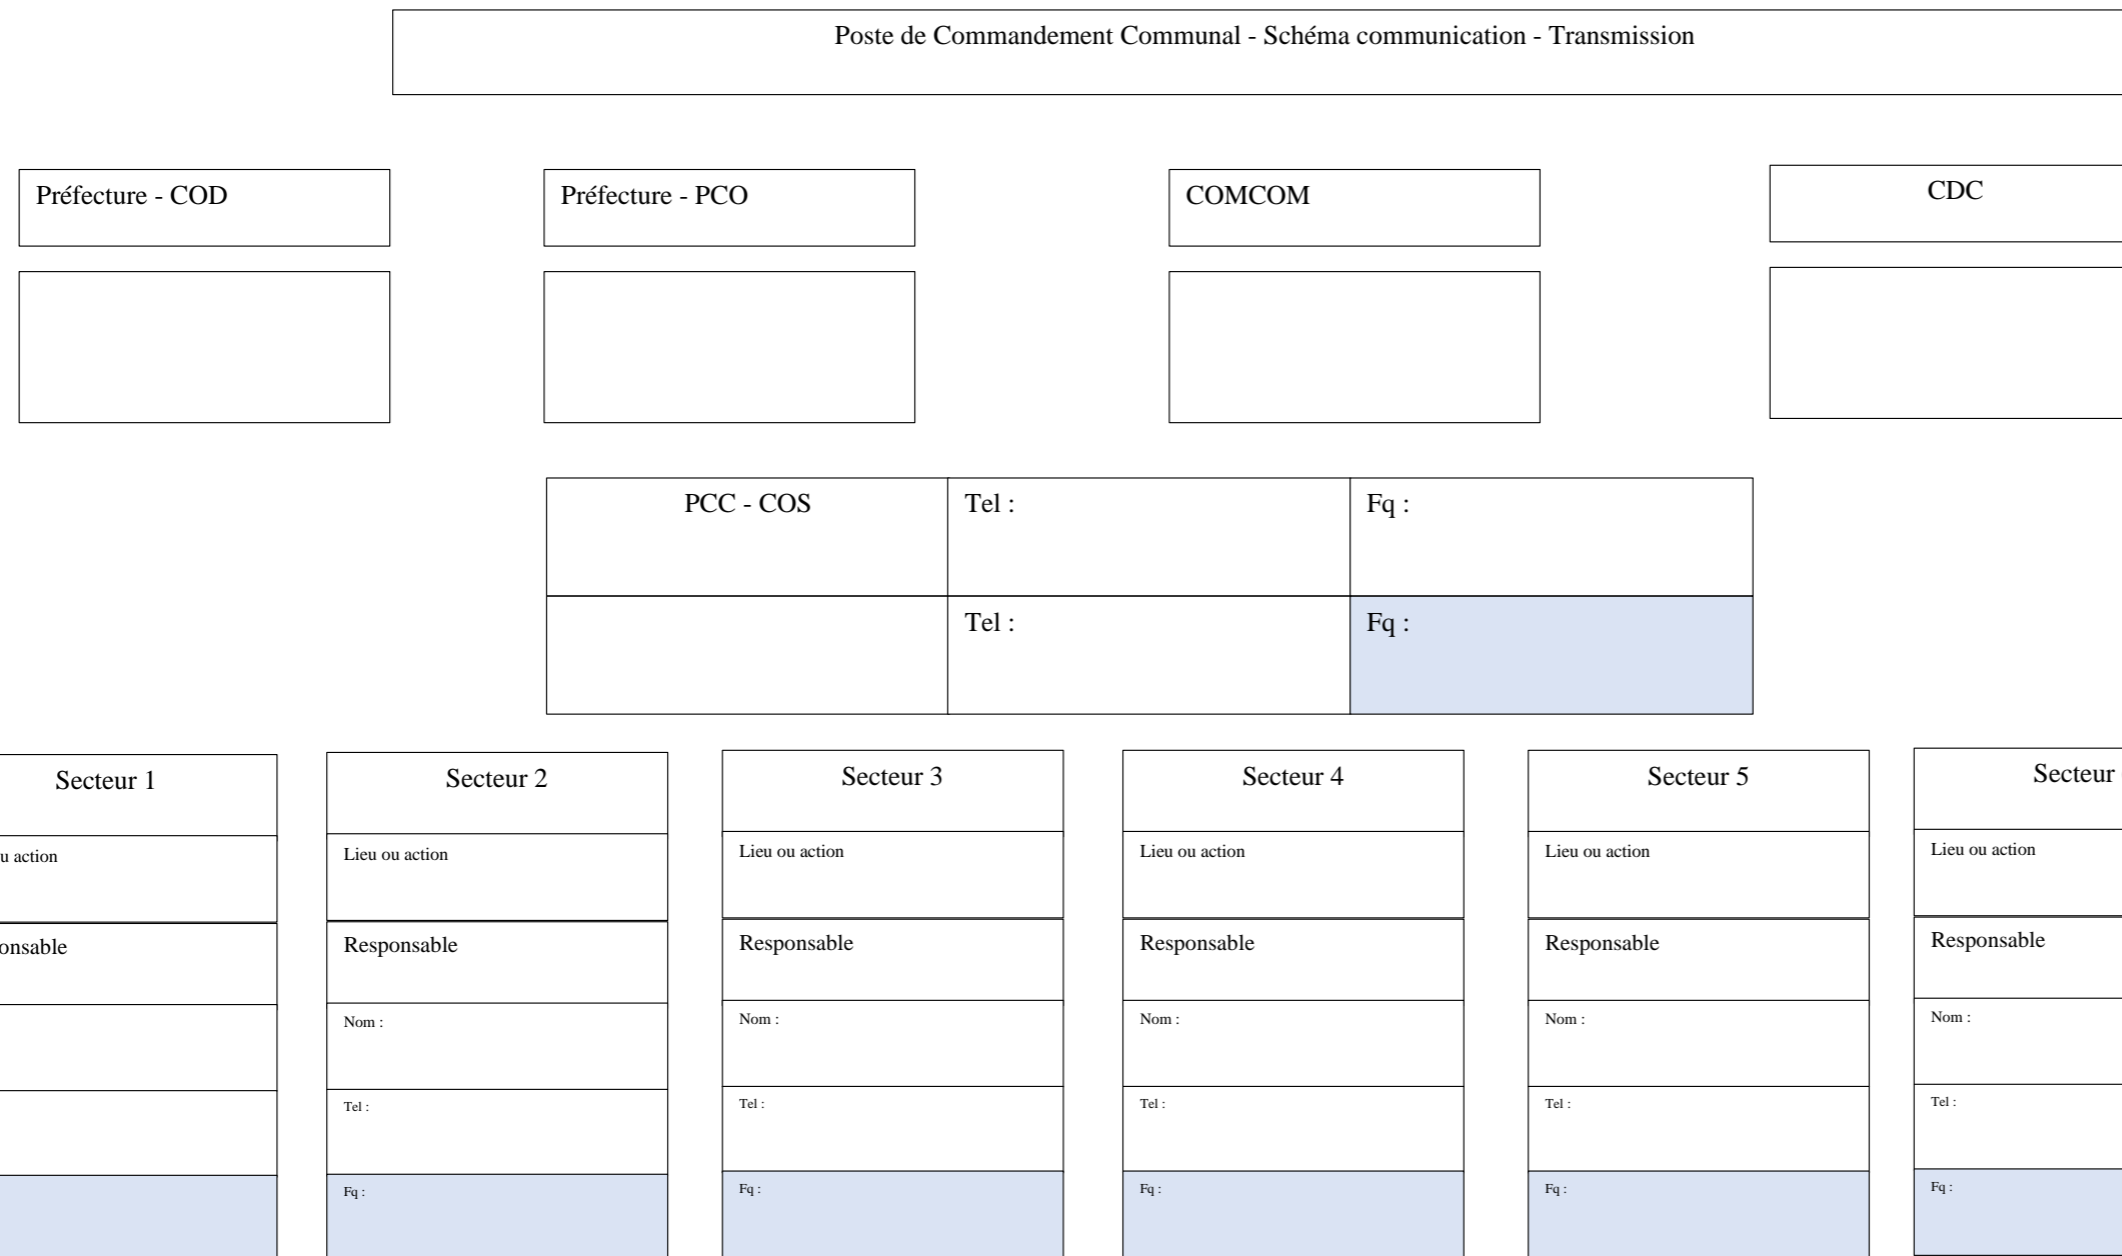 Poste de Commandement Communal - Schéma communication - Transmission
Préfecture - COD
Préfecture - PCO
COMCOM
CDC
PCC - COS
Tel :
Fq :
Tel :
Fq :
Secteur 1
Secteur 2
Secteur 3
Secteur 4
Secteur 5
Secteur
u action
Lieu ou action
Lieu ou action
Lieu ou action
Lieu ou action
Lieu ou action
onsable
Responsable
Responsable
Responsable
Responsable
Responsable
Nom :
Nom :
Nom :
Nom :
Nom :
Tel :
Tel :
Tel :
Tel :
Tel :
Fq :
Fq :
Fq :
Fq :
Fq :